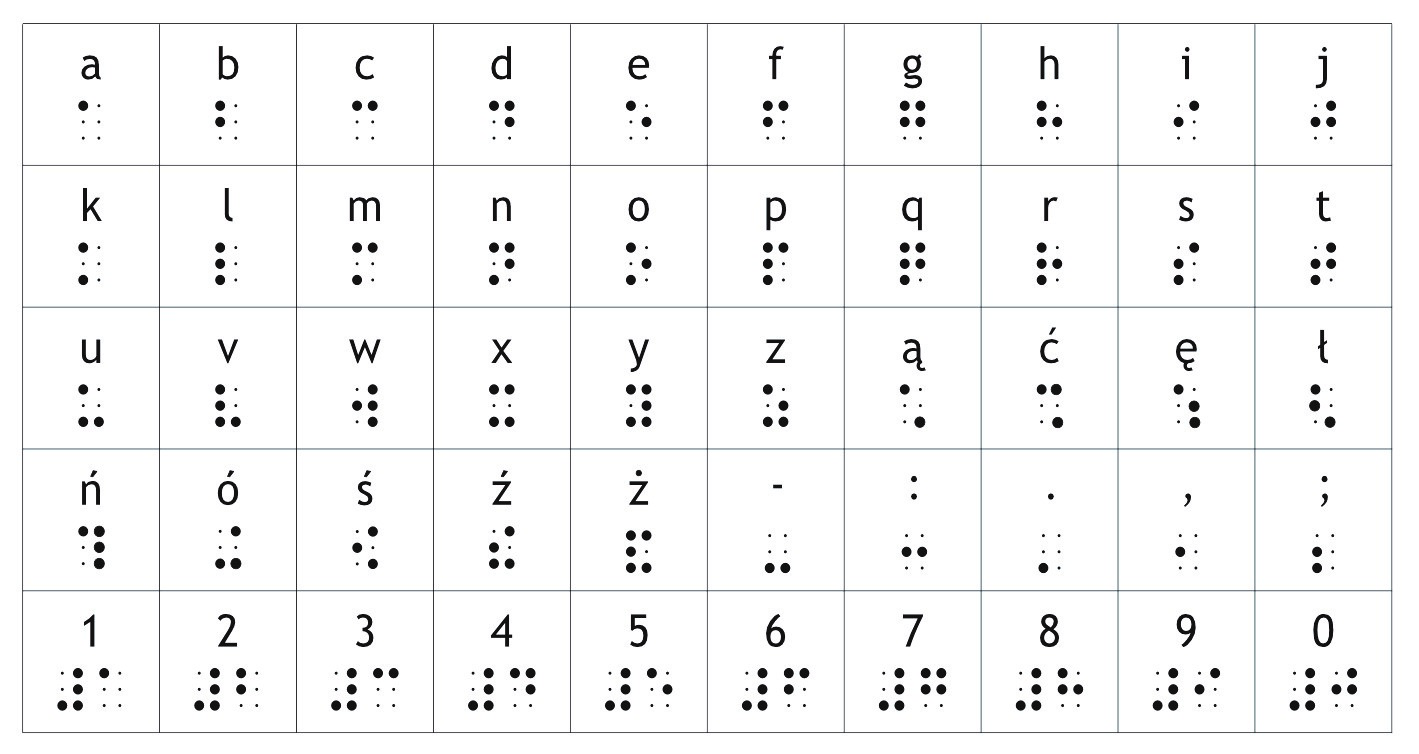 a b c d e f g h i j
⠁ ⠃ ⠉ ⠙ ⠑ ⠋ ⠛ ⠓ ⠊ ⠚
k l m n o p q r s t
⠅ ⠇ ⠍ ⠝ ⠕ ⠏ ⠟ ⠗ ⠎ ⠞
u v w x y z ą ć ę ł
⠥ ⠧ ⠺ ⠭ ⠽ ⠵ ⠡ ⠩ ⠱ ⠣
ń ó ś ź ż - : . , ;
⠹ ⠬ ⠪ ⠮ ⠯ ⠤ ⠒ ⠄ ⠂ ⠆
1 2 3 4 5 6 7 8 9 0
⠼⠁ ⠼⠃ ⠼⠉ ⠼⠙ ⠼⠑ ⠼⠋ ⠼⠛ ⠼⠓ ⠼⠊ ⠼⠚